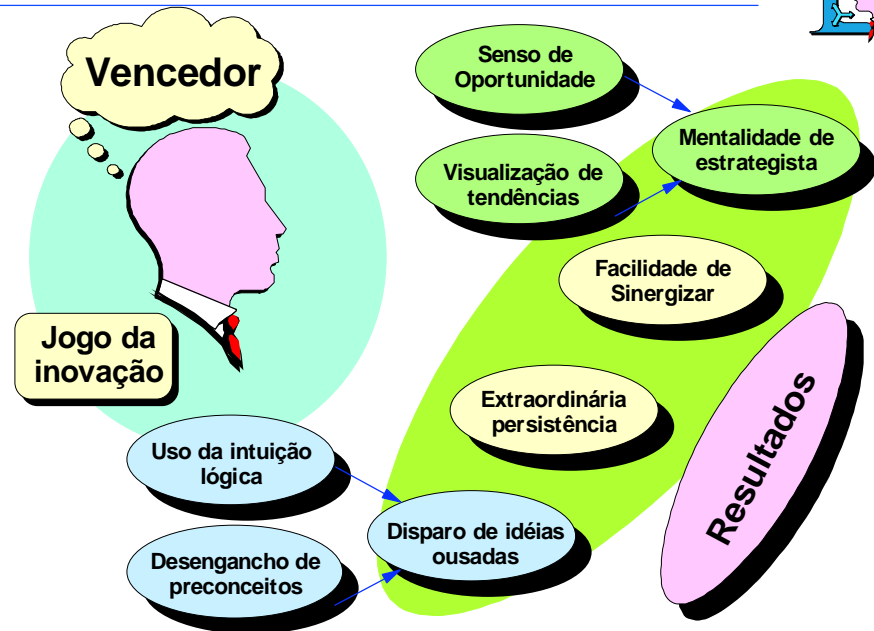 Vencedor
Jogo da
inovação
Senso de
Oportunidade
Visualização de
tendências
Mentalidade de
estrategista
Facilidade de
Sinergizar
Extraordinária
persistência
Uso da intuição
lógica
Desengancho de
preconceitos
Disparo de idéias
ousadas
Resultados